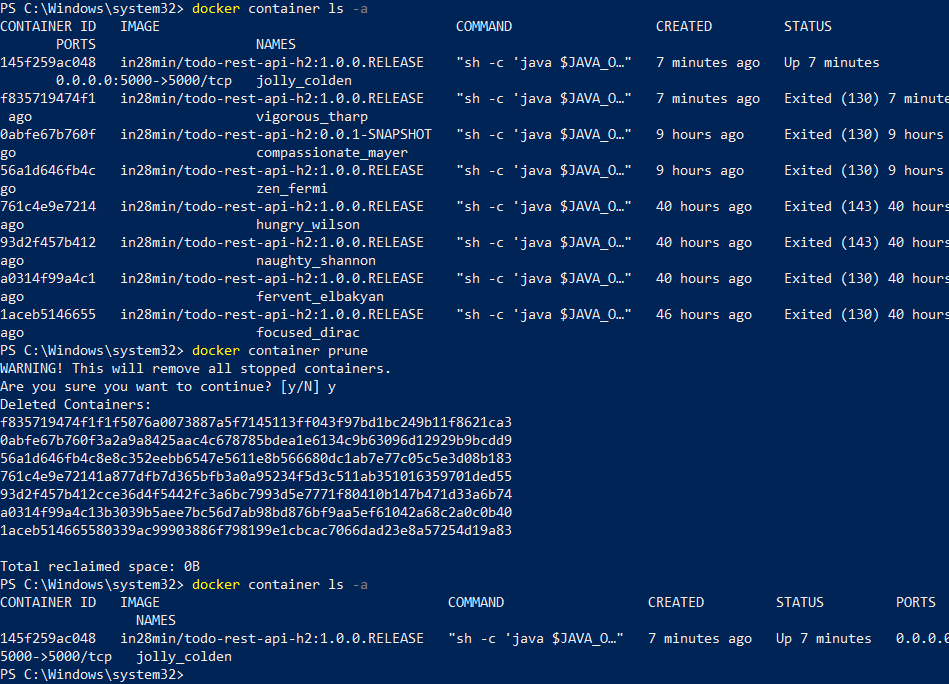 PS C:\Windows\system32> docker container ls -a
CONTAINER ID   IMAGE                                     COMMAND                  CREATED         STATUS
       PORTS                    NAMES
145f259ac048   in28min/todo-rest-api-h2:1.0.0.RELEASE    "sh -c 'java $JAVA_O…"   7 minutes ago   Up 7 minutes
       0.0.0.0:5000->5000/tcp   jolly_colden
f835719474f1   in28min/todo-rest-api-h2:1.0.0.RELEASE    "sh -c 'java $JAVA_O…"   7 minutes ago   Exited (130) 7 minute
 ago                            vigorous_tharp
0abfe67b760f   in28min/todo-rest-api-h2:0.0.1-SNAPSHOT   "sh -c 'java $JAVA_O…"   9 hours ago     Exited (130) 9 hours
go                              compassionate_mayer
56a1d646fb4c   in28min/todo-rest-api-h2:1.0.0.RELEASE    "sh -c 'java $JAVA_O…"   9 hours ago     Exited (130) 9 hours
go                              zen_fermi
761c4e9e7214   in28min/todo-rest-api-h2:1.0.0.RELEASE    "sh -c 'java $JAVA_O…"   40 hours ago    Exited (143) 40 hours
ago                             hungry_wilson
93d2f457b412   in28min/todo-rest-api-h2:1.0.0.RELEASE    "sh -c 'java $JAVA_O…"   40 hours ago    Exited (143) 40 hours
ago                             naughty_shannon
a0314f99a4c1   in28min/todo-rest-api-h2:1.0.0.RELEASE    "sh -c 'java $JAVA_O…"   40 hours ago    Exited (130) 40 hours
ago                             fervent_elbakyan
1aceb5146655   in28min/todo-rest-api-h2:1.0.0.RELEASE    "sh -c 'java $JAVA_O…"   46 hours ago    Exited (130) 40 hours
ago                             focused_dirac
PS C:\Windows\system32> docker container prune
WARNING! This will remove all stopped containers.
Are you sure you want to continue? [y/N] y
Deleted Containers:
f835719474f1f1f5076a0073887a5f7145113ff043f97bd1bc249b11f8621ca3
0abfe67b760f3a2a9a8425aac4c678785bdea1e6134c9b63096d12929b9bcdd9
56a1d646fb4c8e8c352eebb6547e5611e8b566680dc1ab7e77c05c5e3d08b183
761c4e9e72141a877dfb7d365bfb3a0a95234f5d3c511ab351016359701ded55
93d2f457b412cce36d4f5442fc3a6bc7993d5e7771f80410b147b471d33a6b74
a0314f99a4c13b3039b5aee7bc56d7ab98bd876bf9aa5ef61042a68c2a0c0b40
1aceb514665580339ac99903886f798199e1cbcac7066dad23e8a57254d19a83

Total reclaimed space: 0B
PS C:\Windows\system32> docker container ls -a
CONTAINER ID   IMAGE                                    COMMAND                  CREATED         STATUS         PORTS
                 NAMES
145f259ac048   in28min/todo-rest-api-h2:1.0.0.RELEASE   "sh -c 'java $JAVA_O…"   7 minutes ago   Up 7 minutes   0.0.0.0
5000->5000/tcp   jolly_colden
PS C:\Windows\system32>